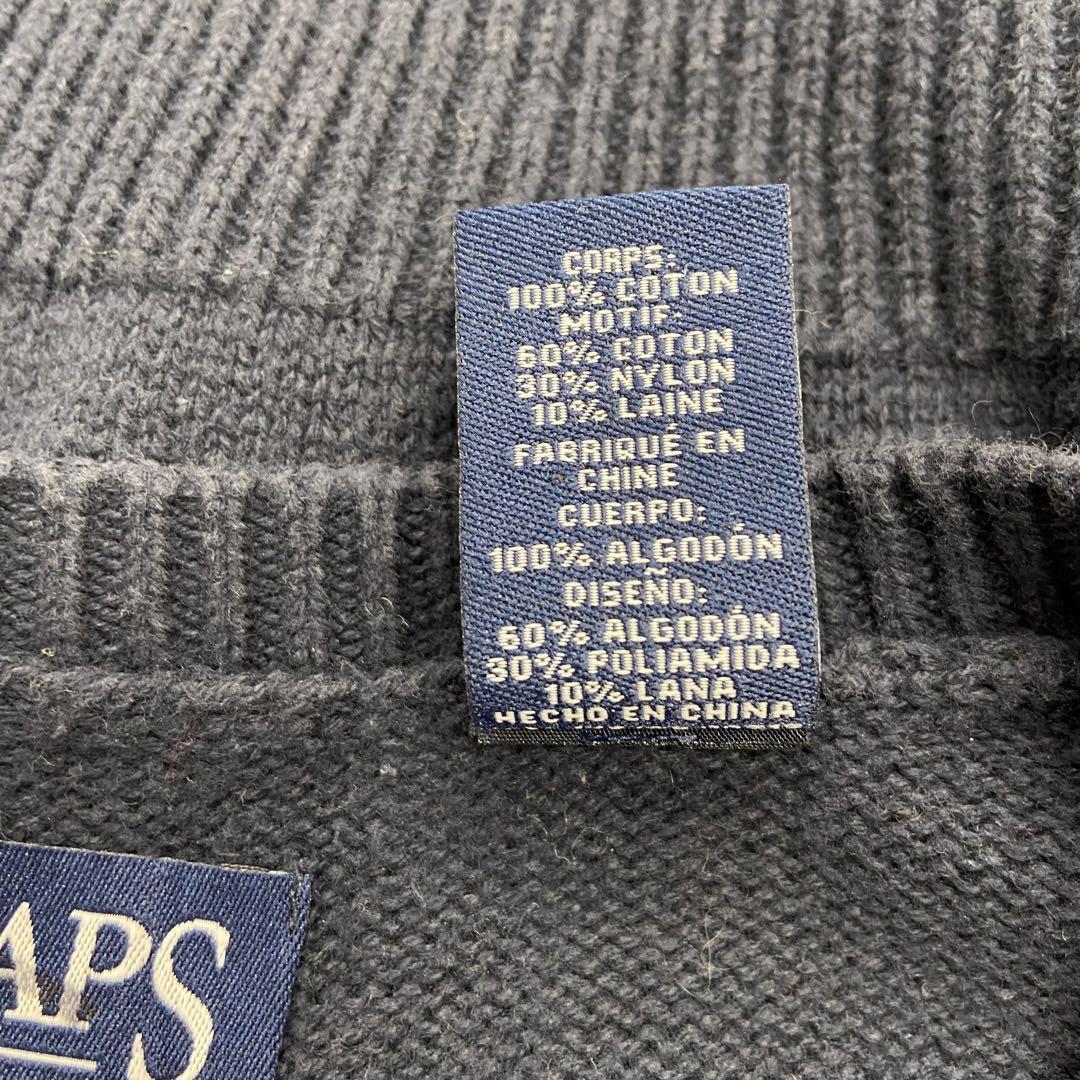 CORPS:
100% COTON
MOTIF:
60% COTON
30% NYLON
10% LAINE
FABRIQUÉ EN
CHINE
CUERPO:
100% ALGODÓN
DISEÑO:
60% ALGODÓN
30% POLIAMIDA
10% LANA
HECHO EN CHINA
APS